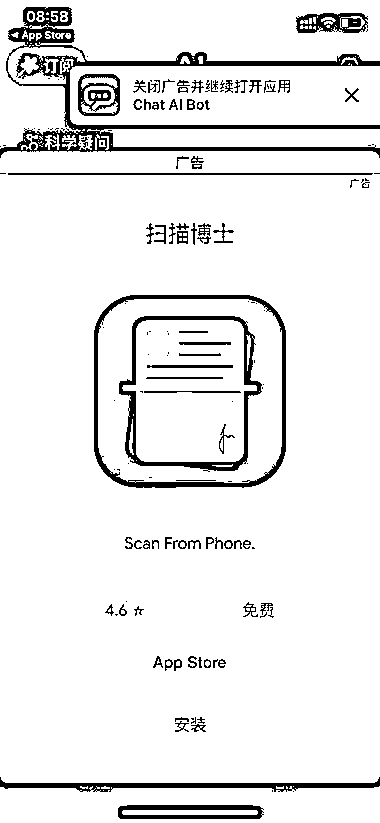 08:58
App Store
订阅
AI
关闭广告并继续打开应用
Chat AI Bot
科学疑问
广告
广告
扫描博士
Scan From Phone.
4.6 ☆
免费
App Store
安装